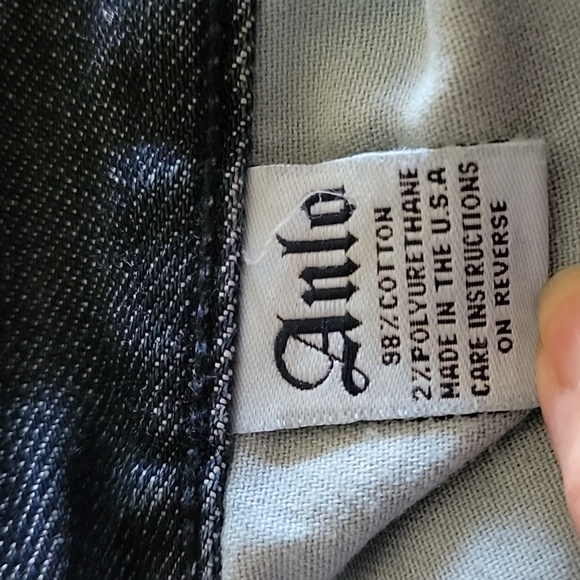 Anlo
98% COTTON
2% POLYURETHANE
MADE IN THE U.S.A
CARE INSTRUCTIONS
ON REVERSE